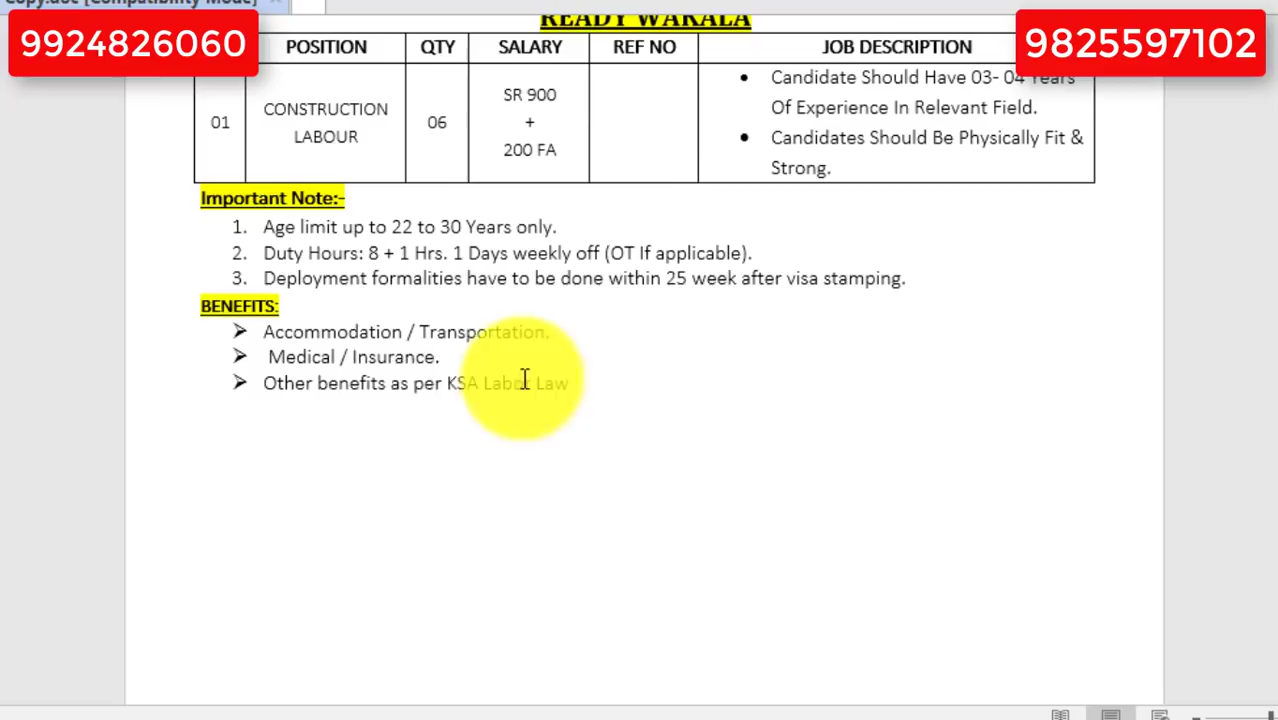 Copy.doc [Compatibility Mode]
9924826060
9825597102
READY WAKALA
POSITION QTY SALARY REF NO JOB DESCRIPTION
01 CONSTRUCTION LABOUR 06 SR 900 + 200 FA
Candidate Should Have 03- 04 Years
Of Experience In Relevant Field.
Candidates Should Be Physically Fit &
Strong.
Important Note:-
1. Age limit up to 22 to 30 Years only.
2. Duty Hours: 8 + 1 Hrs. 1 Days weekly off (OT If applicable).
3. Deployment formalities have to be done within 25 week after visa stamping.
BENEFITS:
Accommodation / Transportation.
Medical / Insurance.
Other benefits as per KSA Labor Law